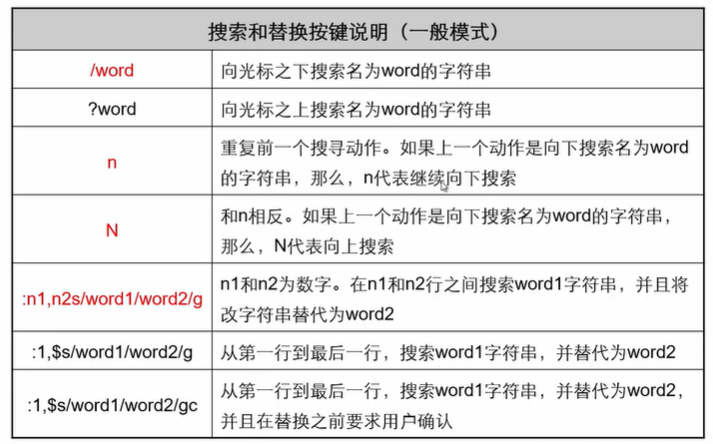 搜索和替换按键说明（一般模式）
/word
向光标之下搜索名为word的字符串
?word
向光标之上搜索名为word的字符串
n
重复前一个搜寻动作。如果上一个动作是向下搜索名为word
的字符串，那么，n代表继续向下搜索
N
和n相反。如果上一个动作是向下搜索名为word的字符串，
那么，N代表向上搜索
:n1,n2s/word1/word2/g
n1和n2为数字。在n1和n2行之间搜索word1字符串，并且将
改字符串替代为word2
:1,$s/word1/word2/g
从第一行到最后一行，搜索word1字符串，并替代为word2
:1,$s/word1/word2/gc
从第一行到最后一行，搜索word1字符串，并替代为word2，
并且在替换之前要求用户确认